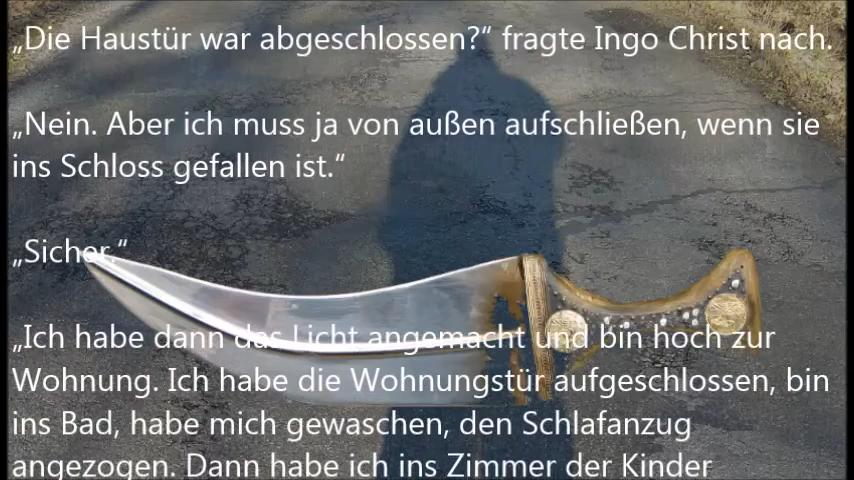 „Die Haustür war abgeschlossen?“ fragte Ingo Christ nach.
„Nein. Aber ich muss ja von außen aufschließen, wenn sie
ins Schloss gefallen ist.“
„Sicher.“
„Ich habe dann das Licht angemacht und bin hoch zur
Wohnung. Ich habe die Wohnungstür aufgeschlossen, bin
ins Bad, habe mich gewaschen, den Schlafanzug
angezogen. Dann habe ich ins Zimmer der Kinder